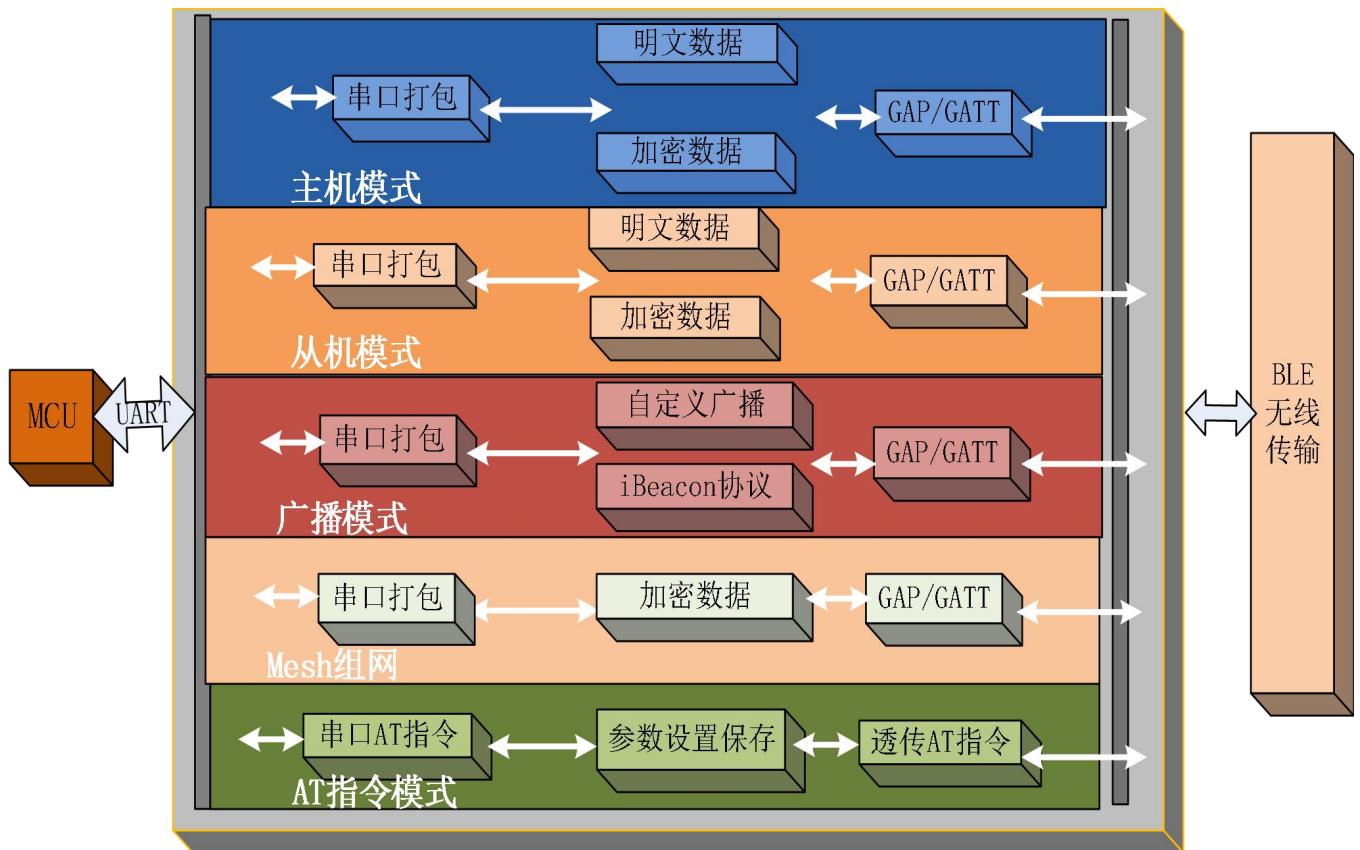 明文数据
串口打包
GAP/GATT
加密数据
主机模式
明文数据
串口打包
GAP/GATT
加密数据
从机模式
MCU
UART
自定义广播
串口打包
GAP/GATT
iBeacon协议
广播模式
BLE
无线
传输
串口打包
加密数据
GAP/GATT
Mesh组网
串口AT指令
参数设置保存
透传AT指令
AT指令模式